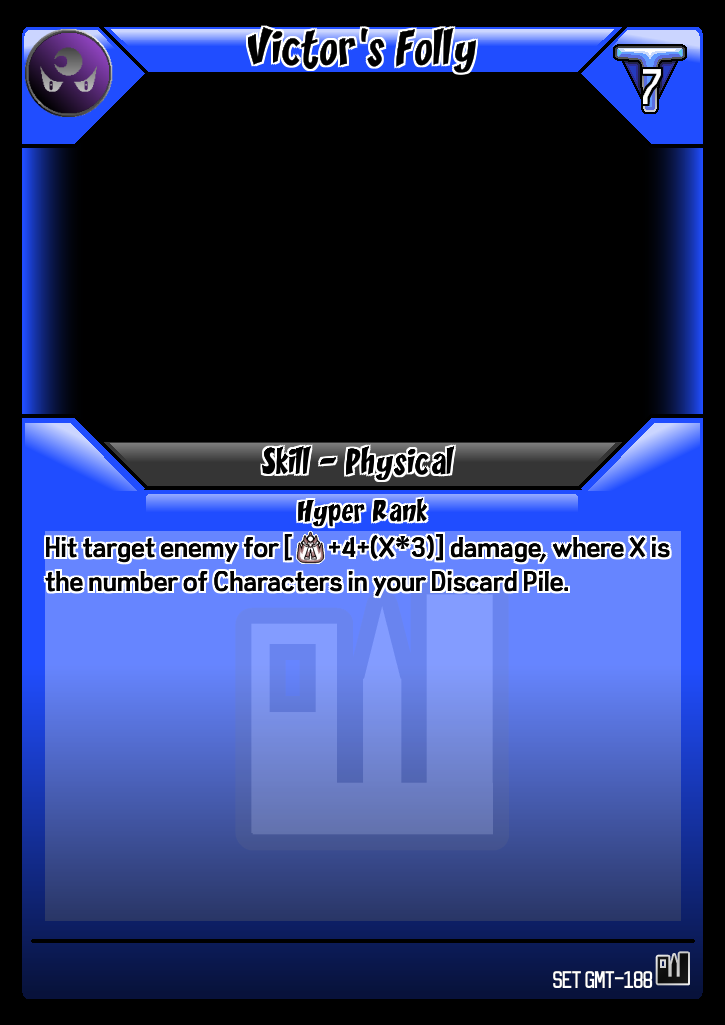 Victor's Folly
7
Skill - Physical
Hyper Rank
Hit target enemy for [ +4+(X*3)] damage, where X is
the number of Characters in your Discard Pile.
SET GMT-188